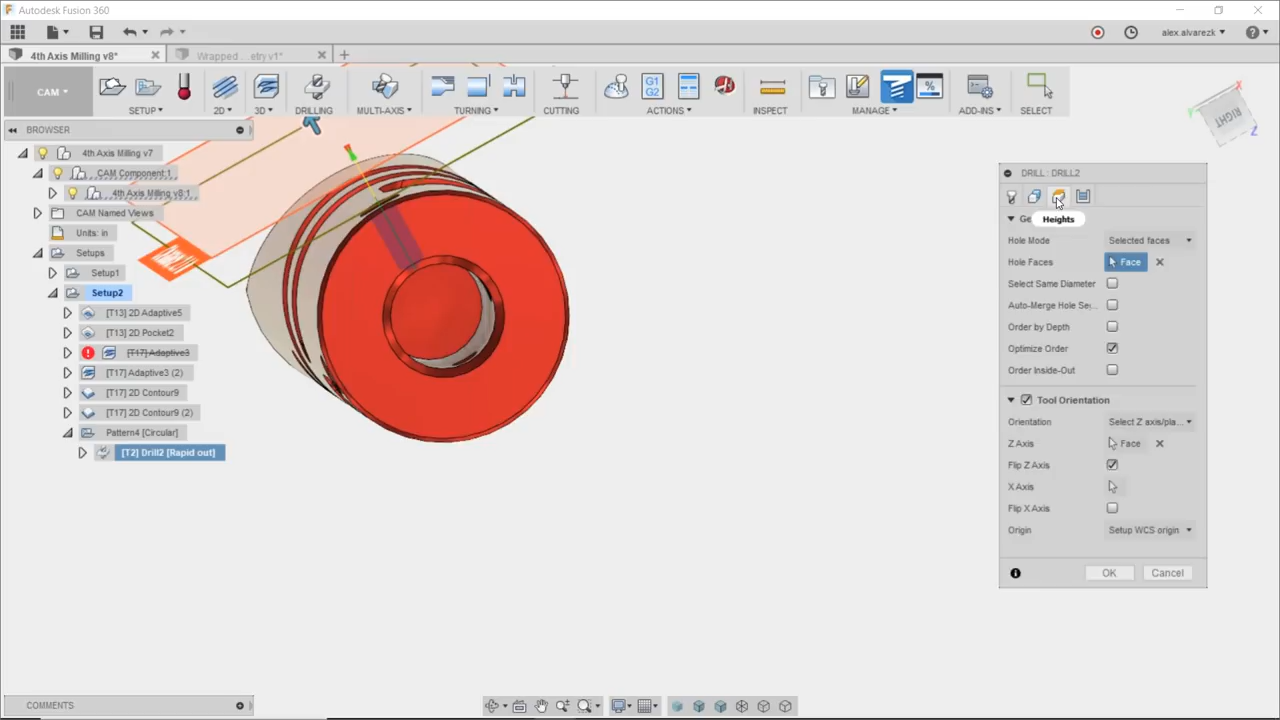 Autodesk Fusion 360
alex.alvarezk
4th Axis Milling v8*
Wrapped ...etry v1*
CAM
SETUP
2D
3D
DRILLING
MULTI-AXIS
TURNING
CUTTING
G1
G2
ACTIONS
INSPECT
MANAGE
ADD-INS
SELECT
BROWSER
4th Axis Milling v7
CAM Component:1
4th Axis Milling v8:1
CAM Named Views
Units: in
Setups
Setup1
Setup2
[T13] 2D Adaptive5
[T13] 2D Pocket2
[T17] Adaptive3
[T17] Adaptive3 (2)
[T17] 2D Contour9
[T17] 2D Contour9 (2)
Pattern4 [Circular]
[T2] Drill2 [Rapid out]
X
Y
Z
RIGHT
DRILL : DRILL2
Ge
Heights
Hole Mode
Selected faces
Hole Faces
Face
Select Same Diameter
Auto-Merge Hole Se...
Order by Depth
Optimize Order
Order Inside-Out
Tool Orientation
Orientation
Select Z axis/pla...
Z Axis
Face
Flip Z Axis
X Axis
Flip X Axis
Origin
Setup WCS origin
OK
Cancel
COMMENTS